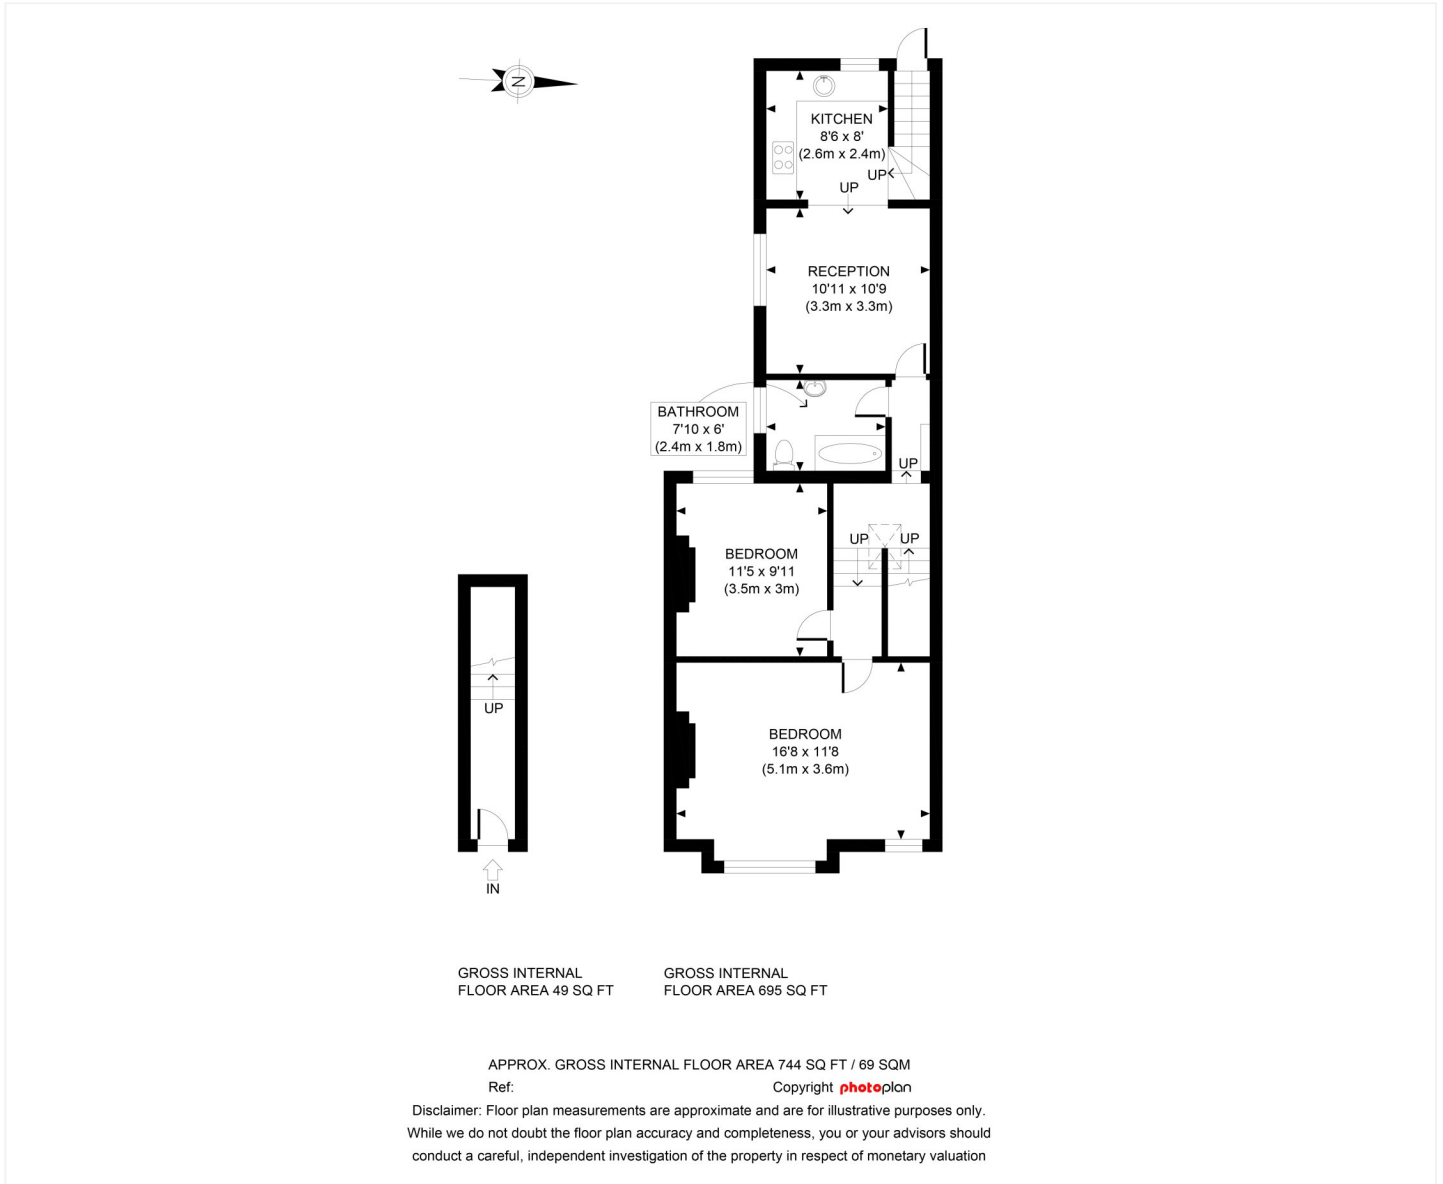 N
KITCHEN
8'6 x 8'
(2.6m x 2.4m)
UP
UP
RECEPTION
10'11 x 10'9
(3.3m x 3.3m)
BATHROOM
7'10 x 6'
(2.4m x 1.8m)
UP
UP
UP
BEDROOM
11'5 x 9'11
(3.5m x 3m)
UP
BEDROOM
16'8 x 11'8
(5.1m x 3.6m)
IN
GROSS INTERNAL
FLOOR AREA 49 SQ FT
GROSS INTERNAL
FLOOR AREA 695 SQ FT
APPROX. GROSS INTERNAL FLOOR AREA 744 SQ FT / 69 SQM
Ref:
Copyright photoplan
Disclaimer: Floor plan measurements are approximate and are for illustrative purposes only.
While we do not doubt the floor plan accuracy and completeness, you or your advisors should
conduct a careful, independent investigation of the property in respect of monetary valuation